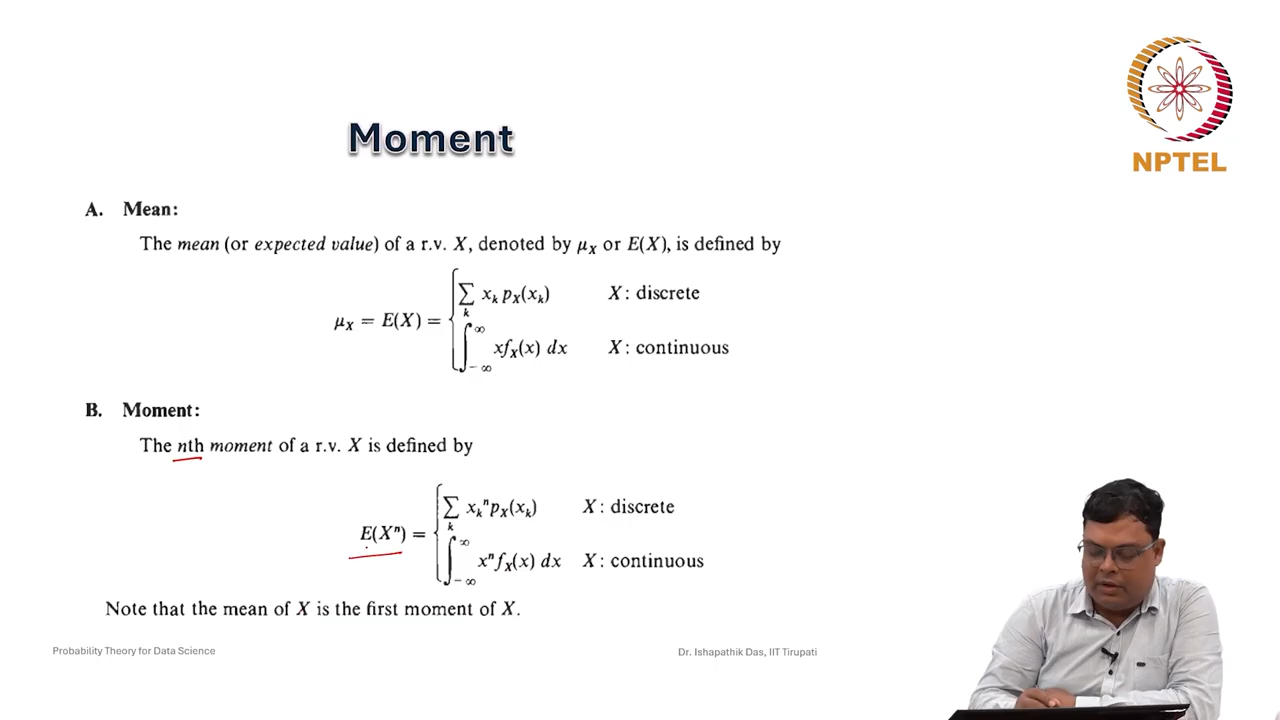 NPTEL
Moment
A. Mean:
The mean (or expected value) of a r.v. X, denoted by μ_X or E(X), is defined by
μ_X = E(X) = { ∑_k x_k p_X(x_k) X: discrete
∫_{-∞}^{∞} x f_X(x) dx X: continuous
B. Moment:
The nth moment of a r.v. X is defined by
E(X^n) = { ∑_k x_k^n p_X(x_k) X: discrete
∫_{-∞}^{∞} x^n f_X(x) dx X: continuous
Note that the mean of X is the first moment of X.
Probability Theory for Data Science
Dr. Ishapathik Das, IIT Tirupati